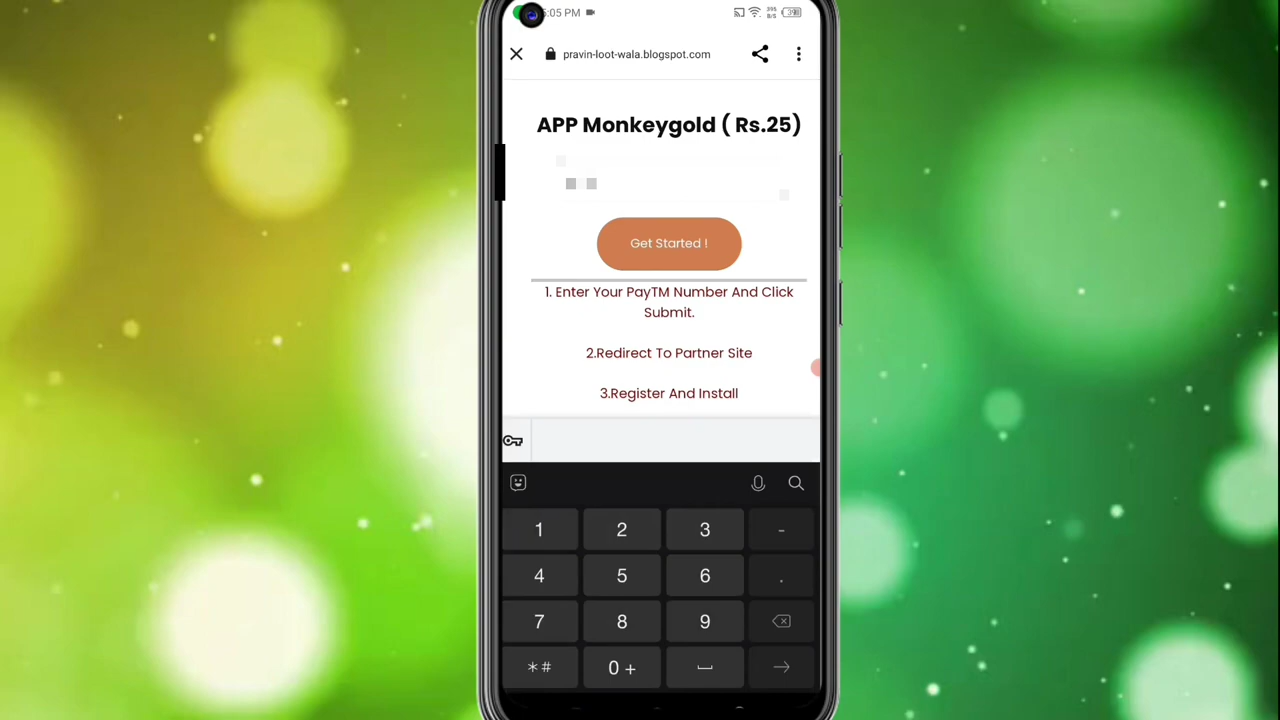 5:05 PM
395 B/S
39
pravin-loot-wala.blogspot.com
APP Monkeygold ( Rs.25)
Get Started !
1. Enter Your PayTM Number And Click
Submit.
2.Redirect To Partner Site
3.Register And Install
1 2 3 -
4 5 6 .
7 8 9
*# 0 +